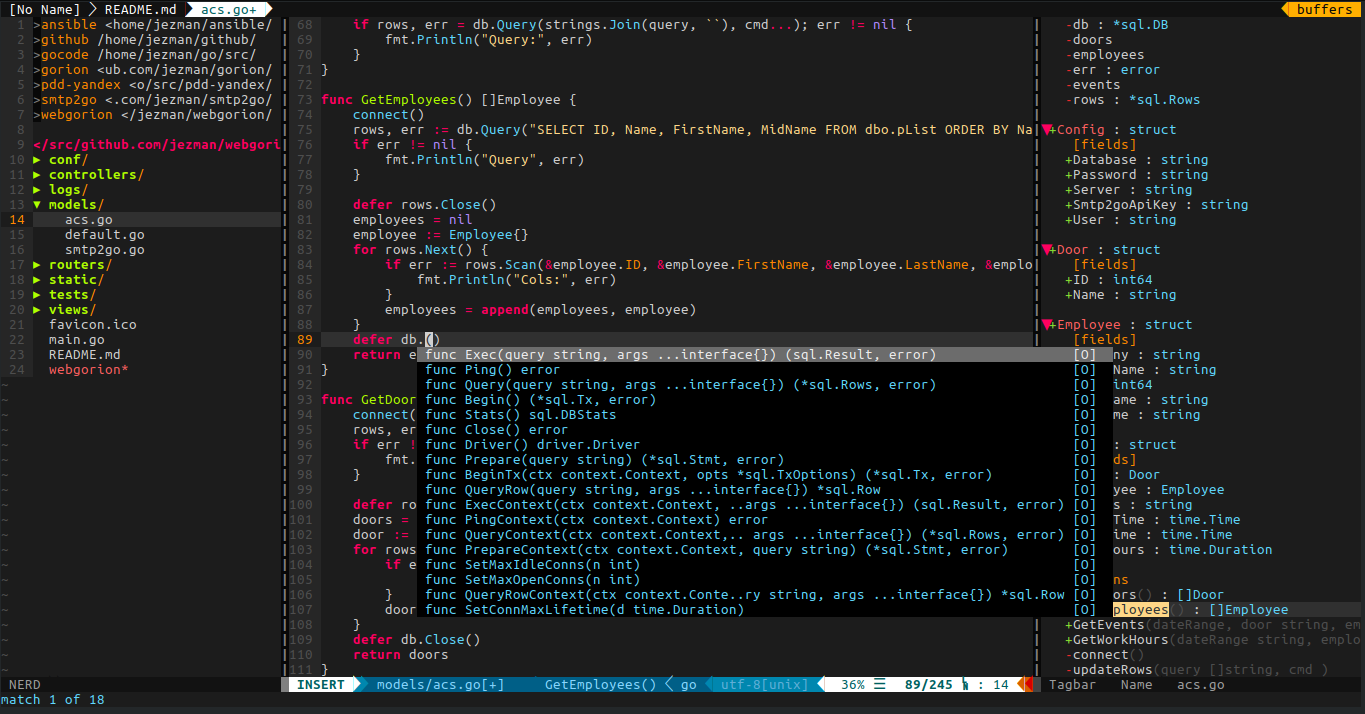 [No Name] README.md acs.go+ buffers
1 >ansible <home/jezman/ansible/
2 >github /home/jezman/github/
3 >gocode /home/jezman/go/src/
4 >gorion <ub.com/jezman/gorion/
5 >pdd-yandex <o/src/pdd-yandex/
6 >smtp2go <.com/jezman/smtp2go/
7 >webgorion </jezman/webgorion/
8
9 </src/github.com/jezman/webgori
10 ▶ conf/
11 ▶ controllers/
12 ▶ logs/
13 ▼ models/
14 acs.go
15 default.go
16 smtp2go.go
17 ▶ routers/
18 ▶ static/
19 ▶ tests/
20 ▶ views/
21 favicon.ico
22 main.go
23 README.md
24 webgorion*
NERD
68 if rows, err = db.Query(strings.Join(query, ``), cmd...); err != nil {
69 fmt.Println("Query:", err)
70 }
71 }
72
73 func GetEmployees() []Employee {
74 connect()
75 rows, err := db.Query("SELECT ID, Name, FirstName, MidName FROM dbo.pList ORDER BY Na
76 if err != nil {
77 fmt.Println("Query", err)
78 }
79
80 defer rows.Close()
81 employees = nil
82 employee := Employee{}
83 for rows.Next() {
84 if err := rows.Scan(&employee.ID, &employee.FirstName, &employee.LastName, &emplo
85 fmt.Println("Cols:", err)
86 }
87 employees = append(employees, employee)
88 }
89 defer db.()
90 return e
91 }
92
93 func GetDoor
94 connect(
95 rows, er
96 if err !
97 fmt.
98 }
99
100 defer ro
101 doors =
102 door :=
103 for rows
104 if e
105
106 }
107 door
108 }
109 defer db.Close()
110 return doors
111 }
func Exec(query string, args ...interface{}) (sql.Result, error) [O]
func Ping() error [O]
func Query(query string, args ...interface{}) (*sql.Rows, error) [O]
func Begin() (*sql.Tx, error) [O]
func Stats() sql.DBStats [O]
func Close() error [O]
func Driver() driver.Driver [O]
func Prepare(query string) (*sql.Stmt, error) [O]
func BeginTx(ctx context.Context, opts *sql.TxOptions) (*sql.Tx, error) [O]
func QueryRow(query string, args ...interface{}) *sql.Row [O]
func ExecContext(ctx context.Context, ..args ...interface{}) (sql.Result, error) [O]
func PingContext(ctx context.Context) error [O]
func QueryContext(ctx context.Context,.. args ...interface{}) (*sql.Rows, error) [O]
func PrepareContext(ctx context.Context, query string) (*sql.Stmt, error) [O]
func SetMaxIdleConns(n int) [O]
func SetMaxOpenConns(n int) [O]
func QueryRowContext(ctx context.Conte..ry string, args ...interface{}) *sql.Row [O]
func SetConnMaxLifetime(d time.Duration) [O]
-db : *sql.DB
-doors
-employees
-err : error
-events
-rows : *sql.Rows
▼+Config : struct
[fields]
+Database : string
+Password : string
+Server : string
+Smtp2goApiKey : string
+User : string
▼+Door : struct
[fields]
+ID : int64
+Name : string
▼+Employee : struct
[fields]
ny : string
Name : string
int64
ame : string
me : string
: struct
ds]
: Door
yee : Employee
s : string
Time : time.Time
ime : time.Time
ours : time.Duration
ns
ors() : []Door
ployees() : []Employee
+GetEvents(dateRange, door string, em
+GetWorkHours(dateRange string, emplo
-connect()
-updateRows(query []string, cmd )
INSERT models/acs.go[+] GetEmployees() go utf-8[unix] 36% ☰ 89/245 : 14
Tagbar Name acs.go
match 1 of 18